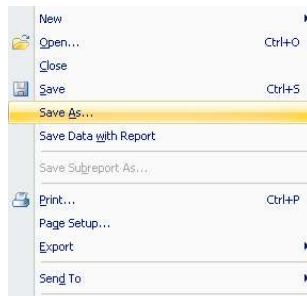 New
Open... Ctrl+O
Close
Save Ctrl+S
Save As...
Save Data with Report
Save Subreport As...
Print... Ctrl+P
Page Setup...
Export
Send To